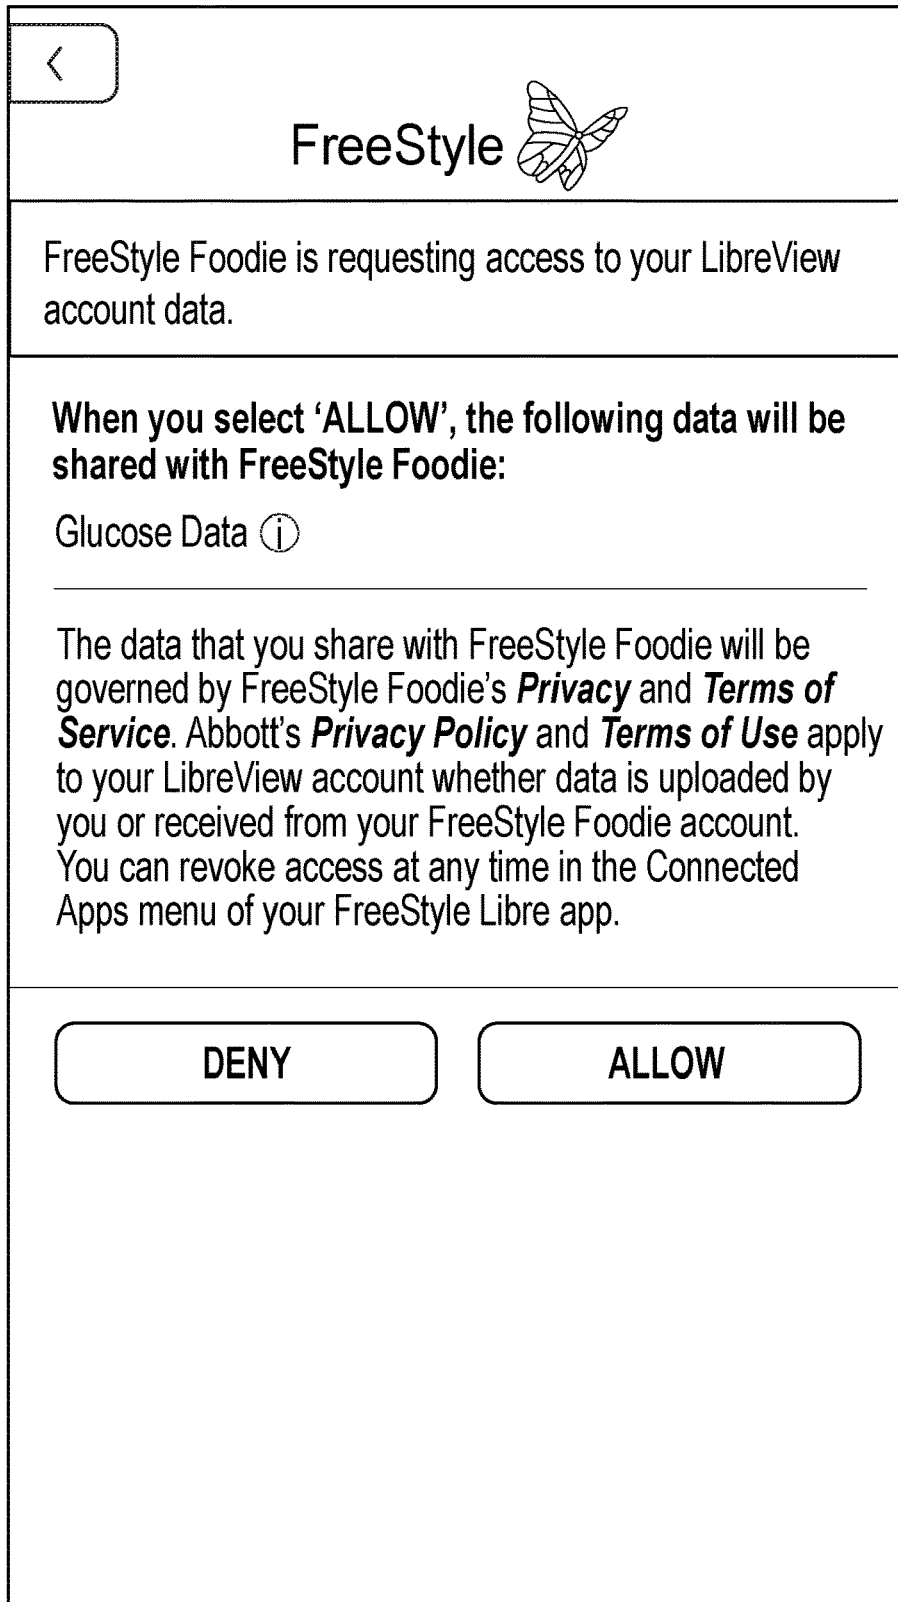 FreeStyle
FreeStyle Foodie is requesting access to your LibreView
account data.
When you select ‘ALLOW’, the following data will be
shared with FreeStyle Foodie:
Glucose Data ⓘ
The data that you share with FreeStyle Foodie will be
governed by FreeStyle Foodie’s Privacy and Terms of
Service. Abbott’s Privacy Policy and Terms of Use apply
to your LibreView account whether data is uploaded by
you or received from your FreeStyle Foodie account.
You can revoke access at any time in the Connected
Apps menu of your FreeStyle Libre app.
DENY
ALLOW